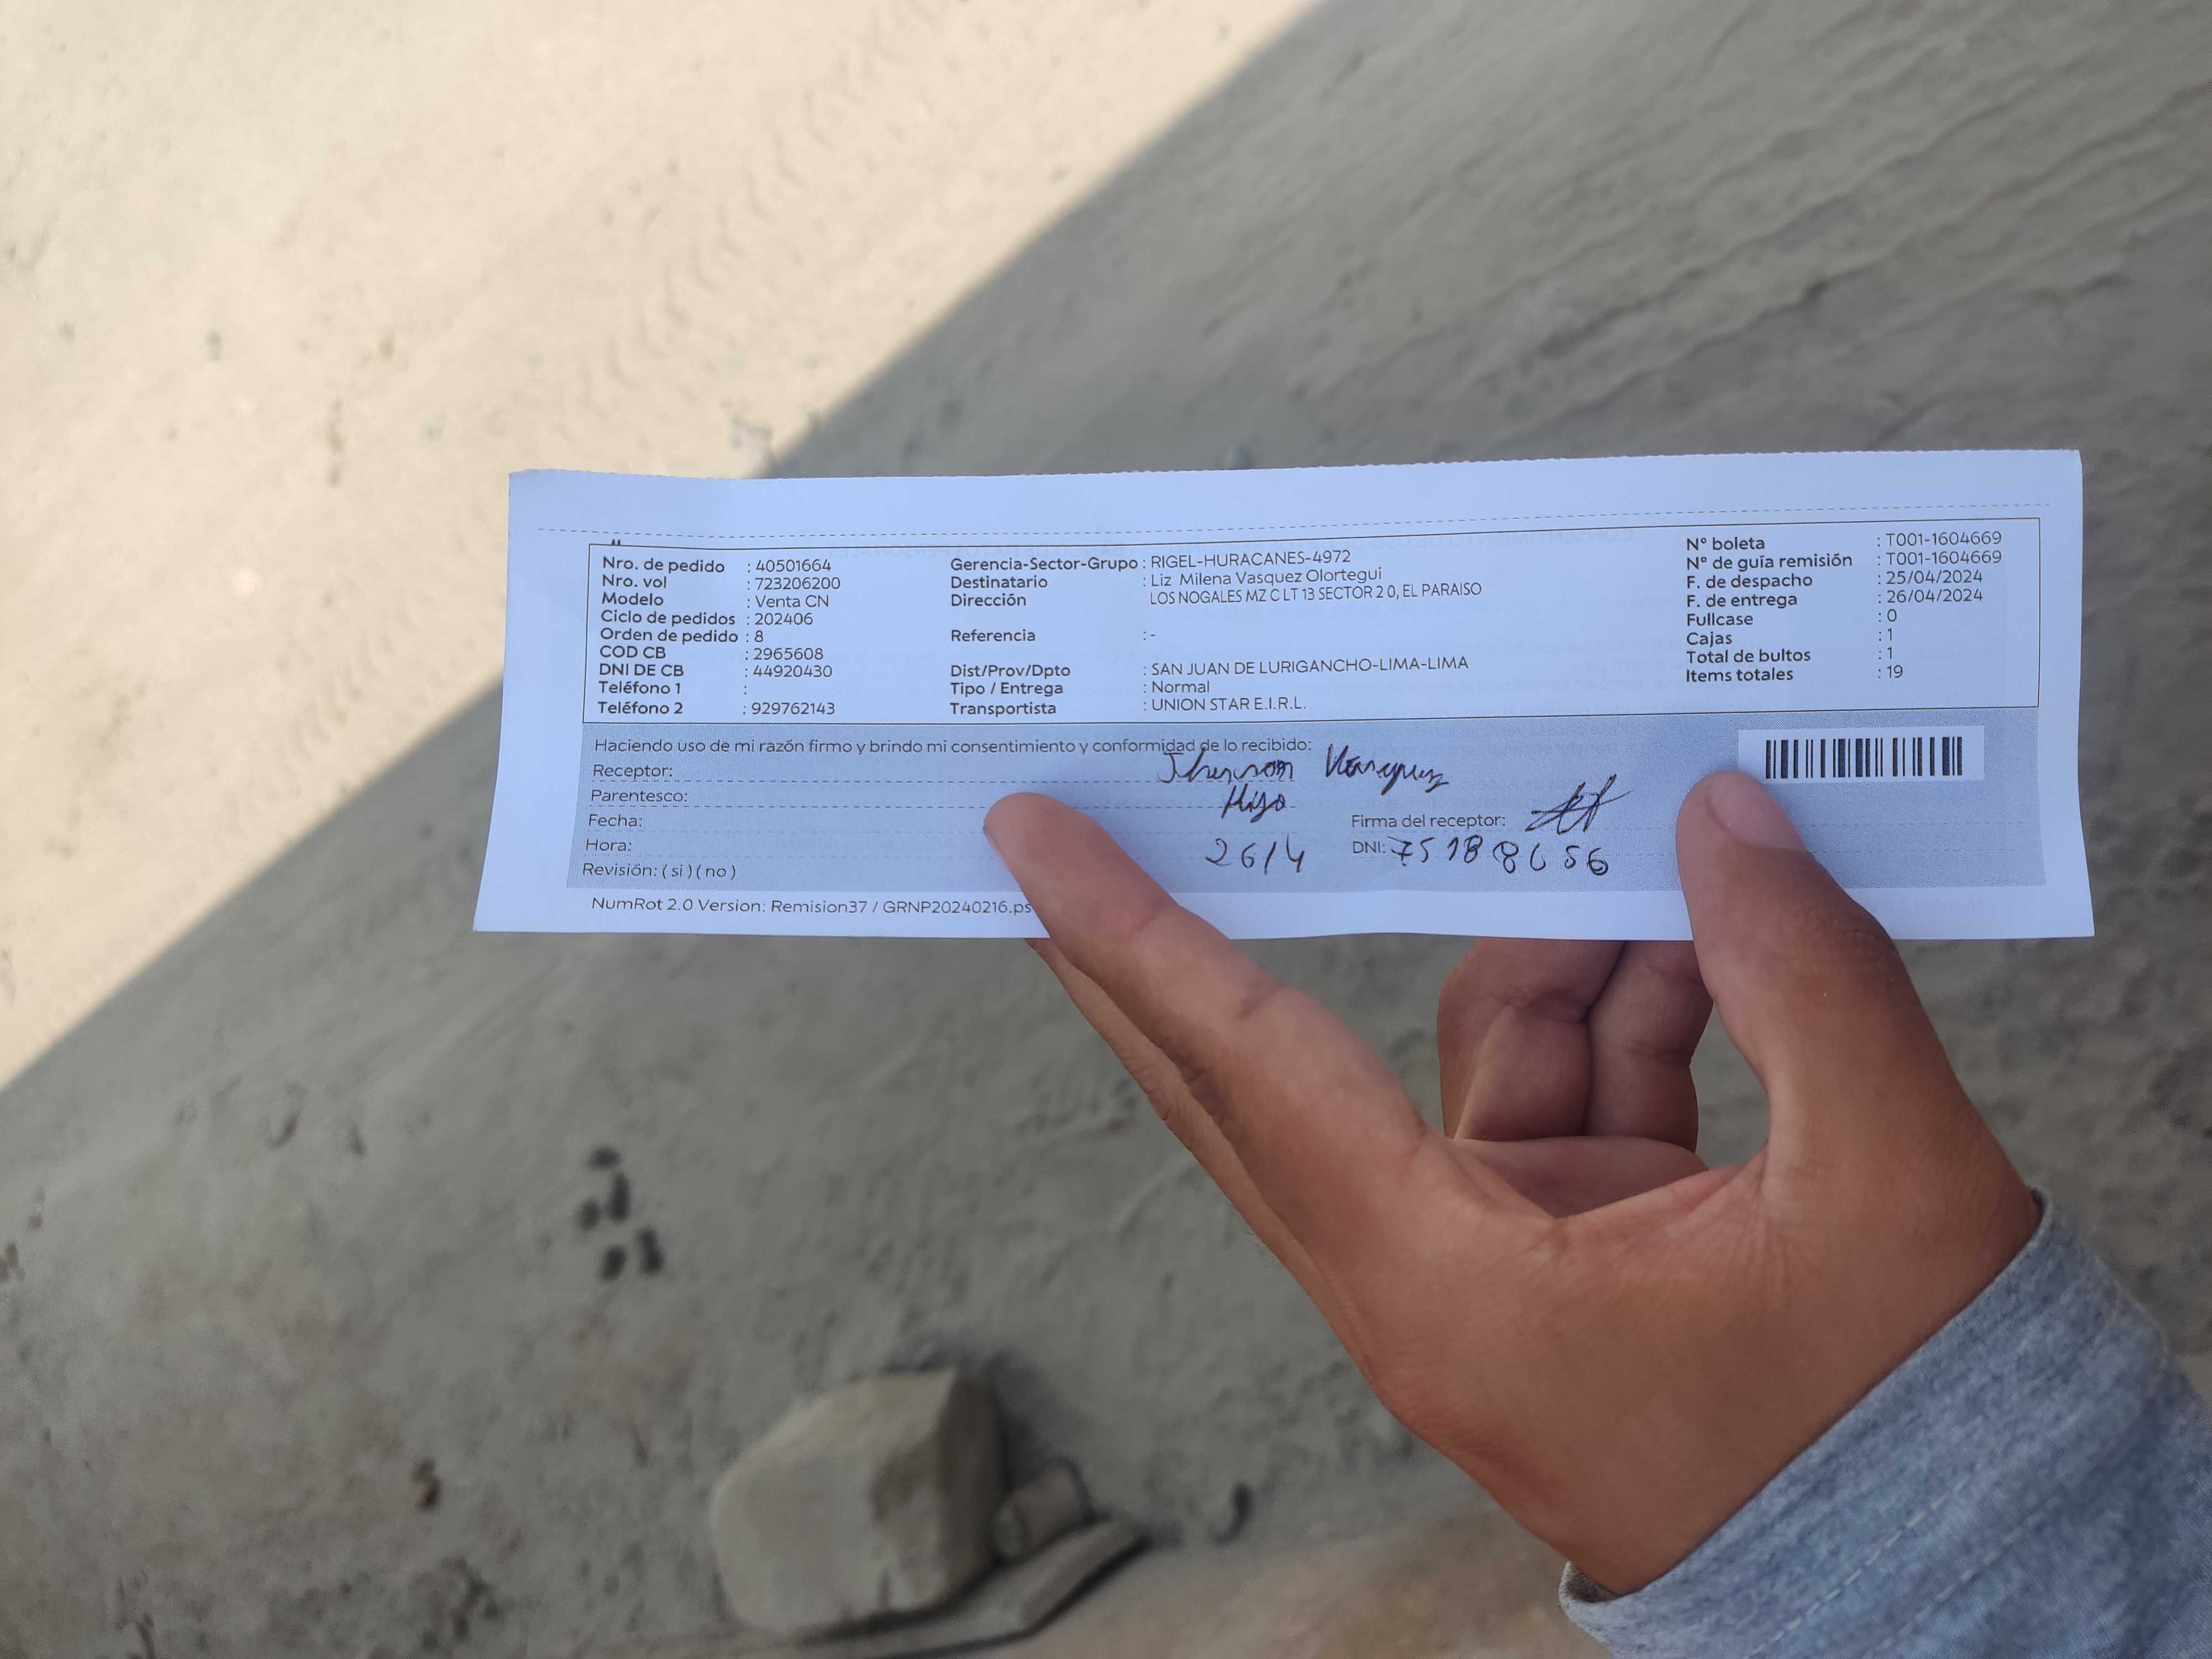 Nro. de pedido : 40501664
Nro. vol : 723206200
Modelo : Venta CN
Ciclo de pedidos : 202406
Orden de pedido : 8
COD CB : 2965608
DNI DE CB : 44920430
Teléfono 1 :
Teléfono 2 : 929762143
Gerencia-Sector-Grupo : RIGEL-HURACANES-4972
Destinatario : Liz Milena Vasquez Olortegui
Dirección LOS NOGALES MZ C LT 13 SECTOR 2 0, EL PARAISO
Referencia : -
Dist/Prov/Dpto : SAN JUAN DE LURIGANCHO-LIMA-LIMA
Tipo / Entrega : Normal
Transportista : UNION STAR E.I.R.L.
N° boleta : T001-1604669
N° de guía remisión : T001-1604669
F. de despacho : 25/04/2024
F. de entrega : 26/04/2024
Fullcase : 0
Cajas : 1
Total de bultos : 1
Items totales : 19
Haciendo uso de mi razón firmo y brindo mi consentimiento y conformidad de lo recibido:
Receptor:
Parentesco: Hijo
Fecha:
Hora: 26/4
Revisión: ( si ) ( no )
Firma del receptor:
DNI: 75188656
NumRot 2.0 Version: Remision37 / GRNP20240216.ps